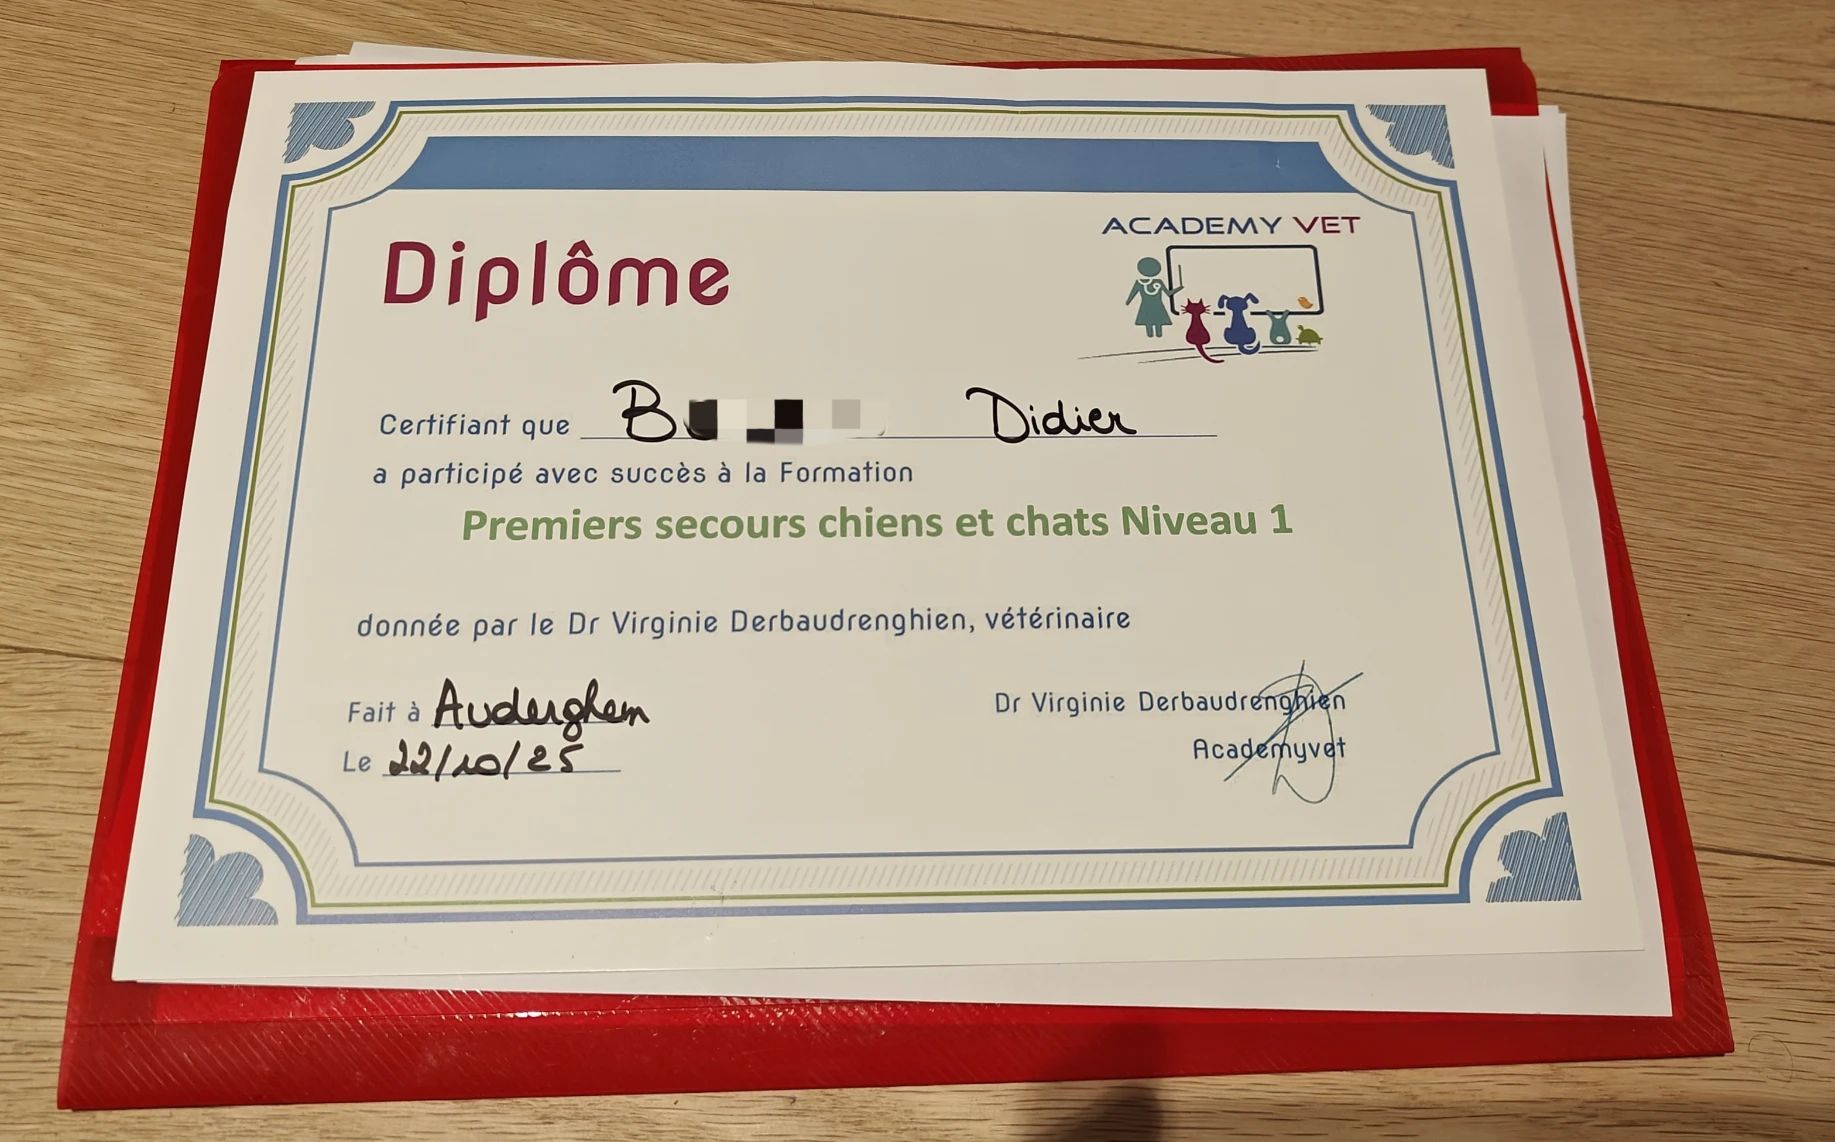 ACADEMY VET
Diplôme
Certifiant que B Didier
a participé avec succès à la Formation
Premiers secours chiens et chats Niveau 1
donnée par le Dr Virginie Derbaudrenghien, vétérinaire
Fait à Auderghem
Le 22/10/25
Dr Virginie Derbaudrenghien
Academyvet